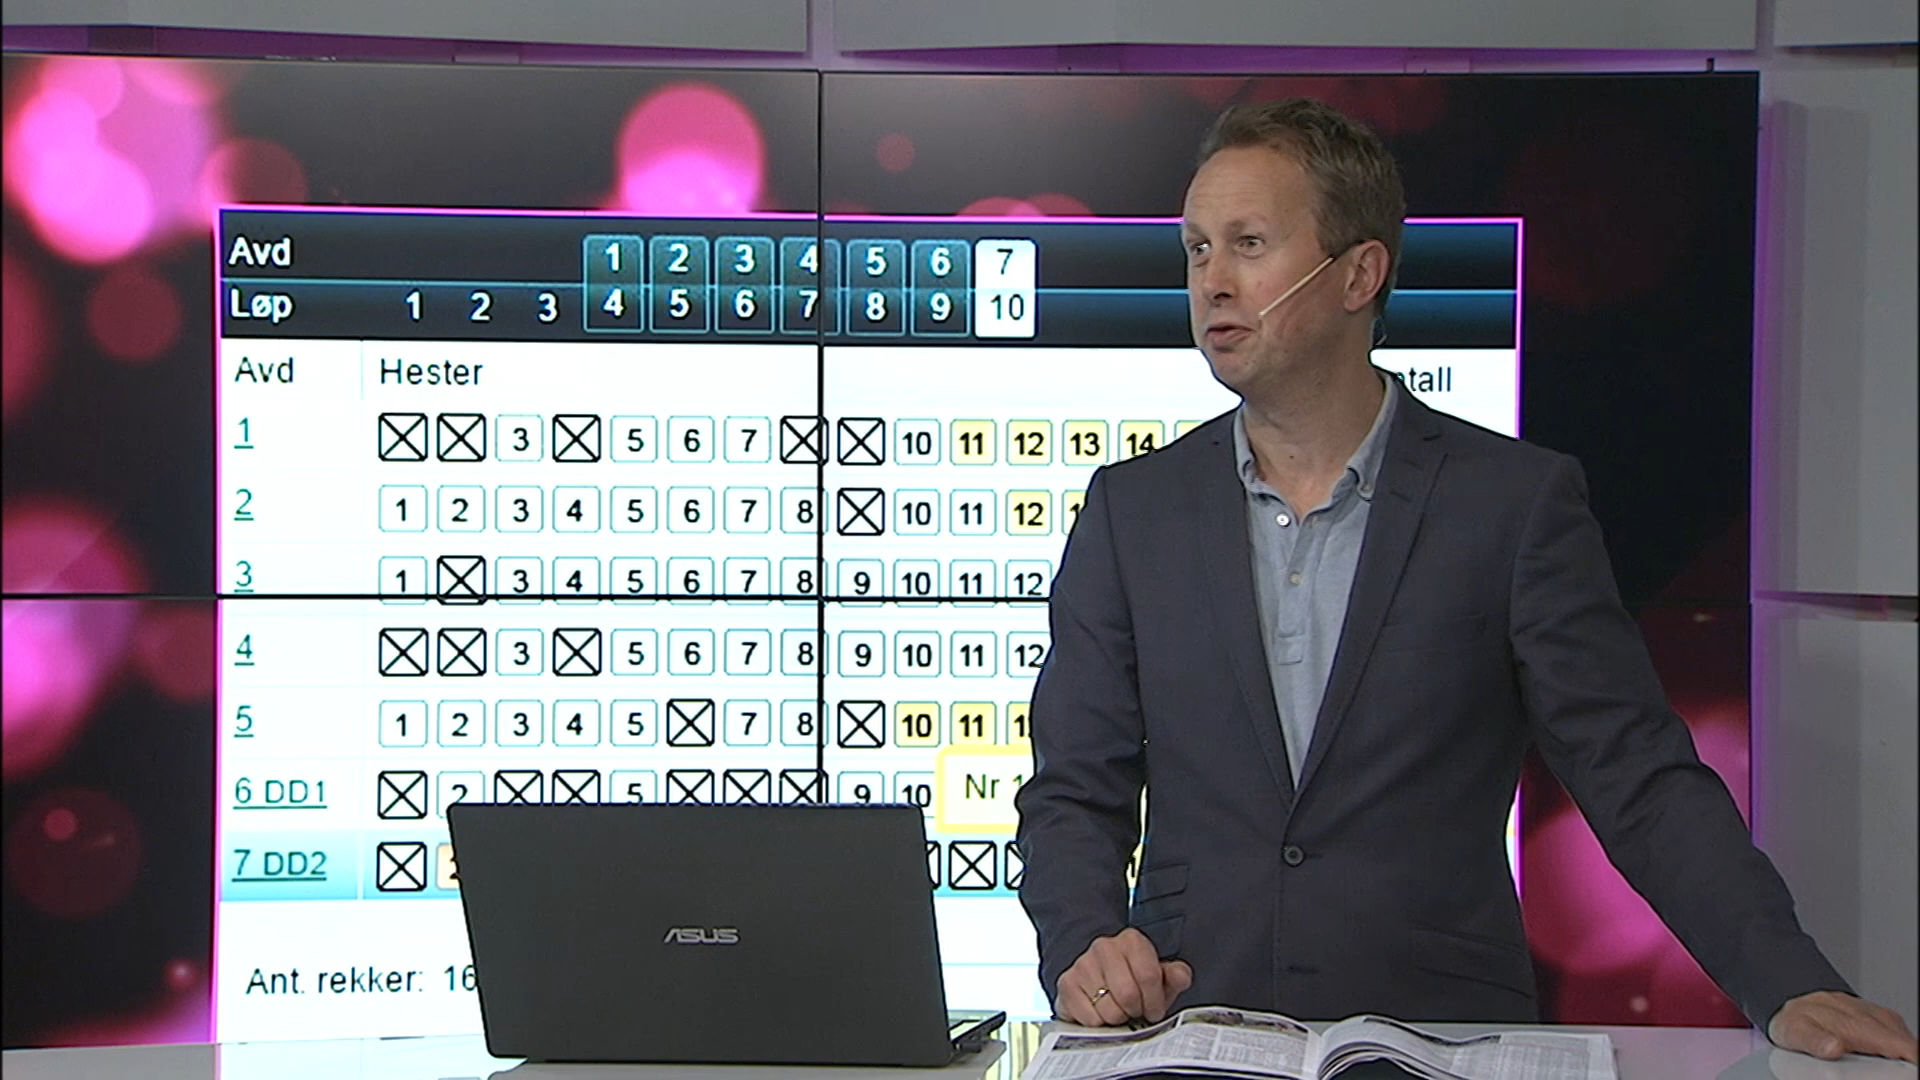 Avd 1 2 3 4 5 6 7
Løp 1 2 3 4 5 6 7 8 9 10
Avd Hester tall
1 3 5 6 7 10 11 12 13 14
2 1 2 3 4 5 6 7 8 10 11 12
3 1 3 4 5 6 7 8 9 10 11 12
4 3 5 6 7 8 9 10 11 12
5 1 2 3 4 5 7 8 10 11
6 DD1 2 5 9 10 Nr
7 DD2
ASUS
Ant. rekker: 16